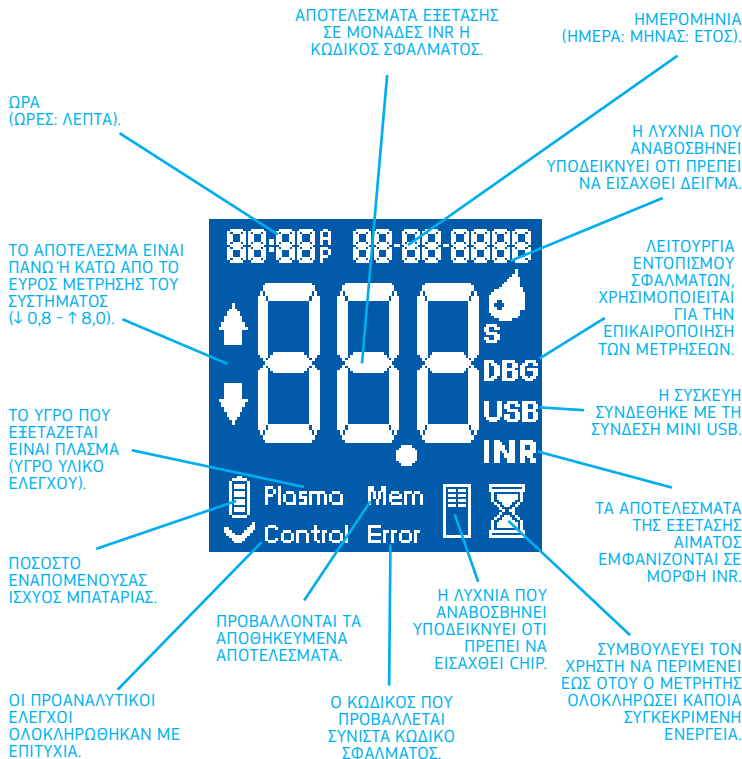 ΑΠΟΤΕΛΕΣΜΑΤΑ ΕΞΕΤΑΣΗΣ
ΣΕ ΜΟΝΑΔΕΣ INR Η
ΚΩΔΙΚΟΣ ΣΦΑΛΜΑΤΟΣ.
ΗΜΕΡΟΜΗΝΙΑ
(ΗΜΕΡΑ: ΜΗΝΑΣ: ΕΤΟΣ).
ΩΡΑ
(ΩΡΕΣ: ΛΕΠΤΑ).
Η ΛΥΧΝΙΑ ΠΟΥ
ΑΝΑΒΟΣΒΗΝΕΙ
ΥΠΟΔΕΙΚΝΥΕΙ ΟΤΙ ΠΡΕΠΕΙ
ΝΑ ΕΙΣΑΧΘΕΙ ΔΕΙΓΜΑ.
ΤΟ ΑΠΟΤΕΛΕΣΜΑ ΕΙΝΑΙ
ΠΑΝΩ Ή ΚΑΤΩ ΑΠΟ ΤΟ
ΕΥΡΟΣ ΜΕΤΡΗΣΗΣ ΤΟΥ
ΣΥΣΤΗΜΑΤΟΣ
(↓ 0,8 - ↑ 8,0).
88:88 A P 88-88-8888
8 8.8
S
DBG
USB
INR
Plasma Mem
Control Error
ΛΕΙΤΟΥΡΓΙΑ
ΕΝΤΟΠΙΣΜΟΥ
ΣΦΑΛΜΑΤΩΝ,
ΧΡΗΣΙΜΟΠΟΙΕΙΤΑΙ
ΓΙΑ ΤΗΝ
ΕΠΙΚΑΙΡΟΠΟΙΗΣΗ
ΤΩΝ ΜΕΤΡΗΣΕΩΝ.
Η ΣΥΣΚΕΥΗ
ΣΥΝΔΕΘΗΚΕ ΜΕ ΤΗ
ΣΥΝΔΕΣΗ MINI USB.
ΤΟ ΥΓΡΟ ΠΟΥ
ΕΞΕΤΑΖΕΤΑΙ
ΕΙΝΑΙ ΠΛΑΣΜΑ
(ΥΓΡΟ ΥΛΙΚΟ
ΕΛΕΓΧΟΥ).
ΤΑ ΑΠΟΤΕΛΕΣΜΑΤΑ
ΤΗΣ ΕΞΕΤΑΣΗΣ
ΑΙΜΑΤΟΣ
ΕΜΦΑΝΙΖΟΝΤΑΙ ΣΕ
ΜΟΡΦΗ INR.
ΠΟΣΟΣΤΟ
ΕΝΑΠΟΜΕΝΟΥΣΑΣ
ΙΣΧΥΟΣ ΜΠΑΤΑΡΙΑΣ.
ΠΡΟΒΑΛΛΟΝΤΑΙ ΤΑ
ΑΠΟΘΗΚΕΥΜΕΝΑ
ΑΠΟΤΕΛΕΣΜΑΤΑ.
Η ΛΥΧΝΙΑ ΠΟΥ
ΑΝΑΒΟΣΒΗΝΕΙ
ΥΠΟΔΕΙΚΝΥΕΙ ΟΤΙ
ΠΡΕΠΕΙ ΝΑ
ΕΙΣΑΧΘΕΙ CHIP.
ΣΥΜΒΟΥΛΕΥΕΙ ΤΟΝ
ΧΡΗΣΤΗ ΝΑ ΠΕΡΙΜΕΝΕΙ
ΕΩΣ ΟΤΟΥ Ο ΜΕΤΡΗΤΗΣ
ΟΛΟΚΛΗΡΩΣΕΙ ΚΑΠΟΙΑ
ΣΥΓΚΕΚΡΙΜΕΝΗ
ΕΝΕΡΓΕΙΑ.
ΟΙ ΠΡΟΑΝΑΛΥΤΙΚΟΙ
ΕΛΕΓΧΟΙ
ΟΛΟΚΛΗΡΩΘΗΚΑΝ ΜΕ
ΕΠΙΤΥΧΙΑ.
Ο ΚΩΔΙΚΟΣ ΠΟΥ
ΠΡΟΒΑΛΛΕΤΑΙ
ΣΥΝΙΣΤΑ ΚΩΔΙΚΟ
ΣΦΑΛΜΑΤΟΣ.